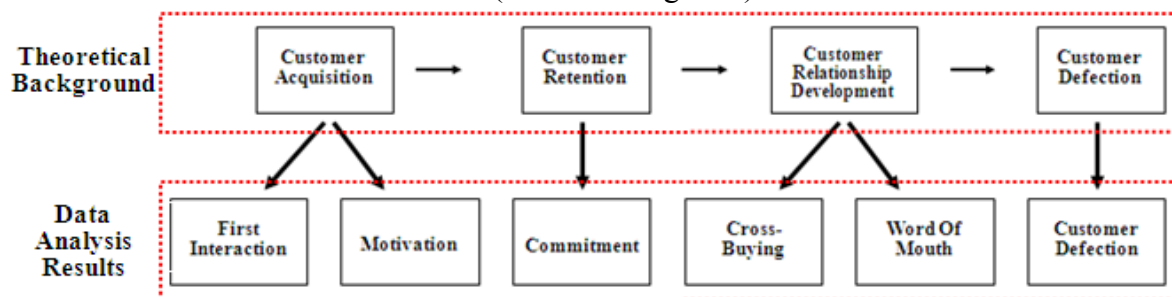 Theoretical
Background
Customer
Acquisition
Customer
Retention
Customer
Relationship
Development
Customer
Defection
Data
Analysis
Results
First
Interaction
Motivation
Commitment
Cross-
Buying
Word Of
Mouth
Customer
Defection